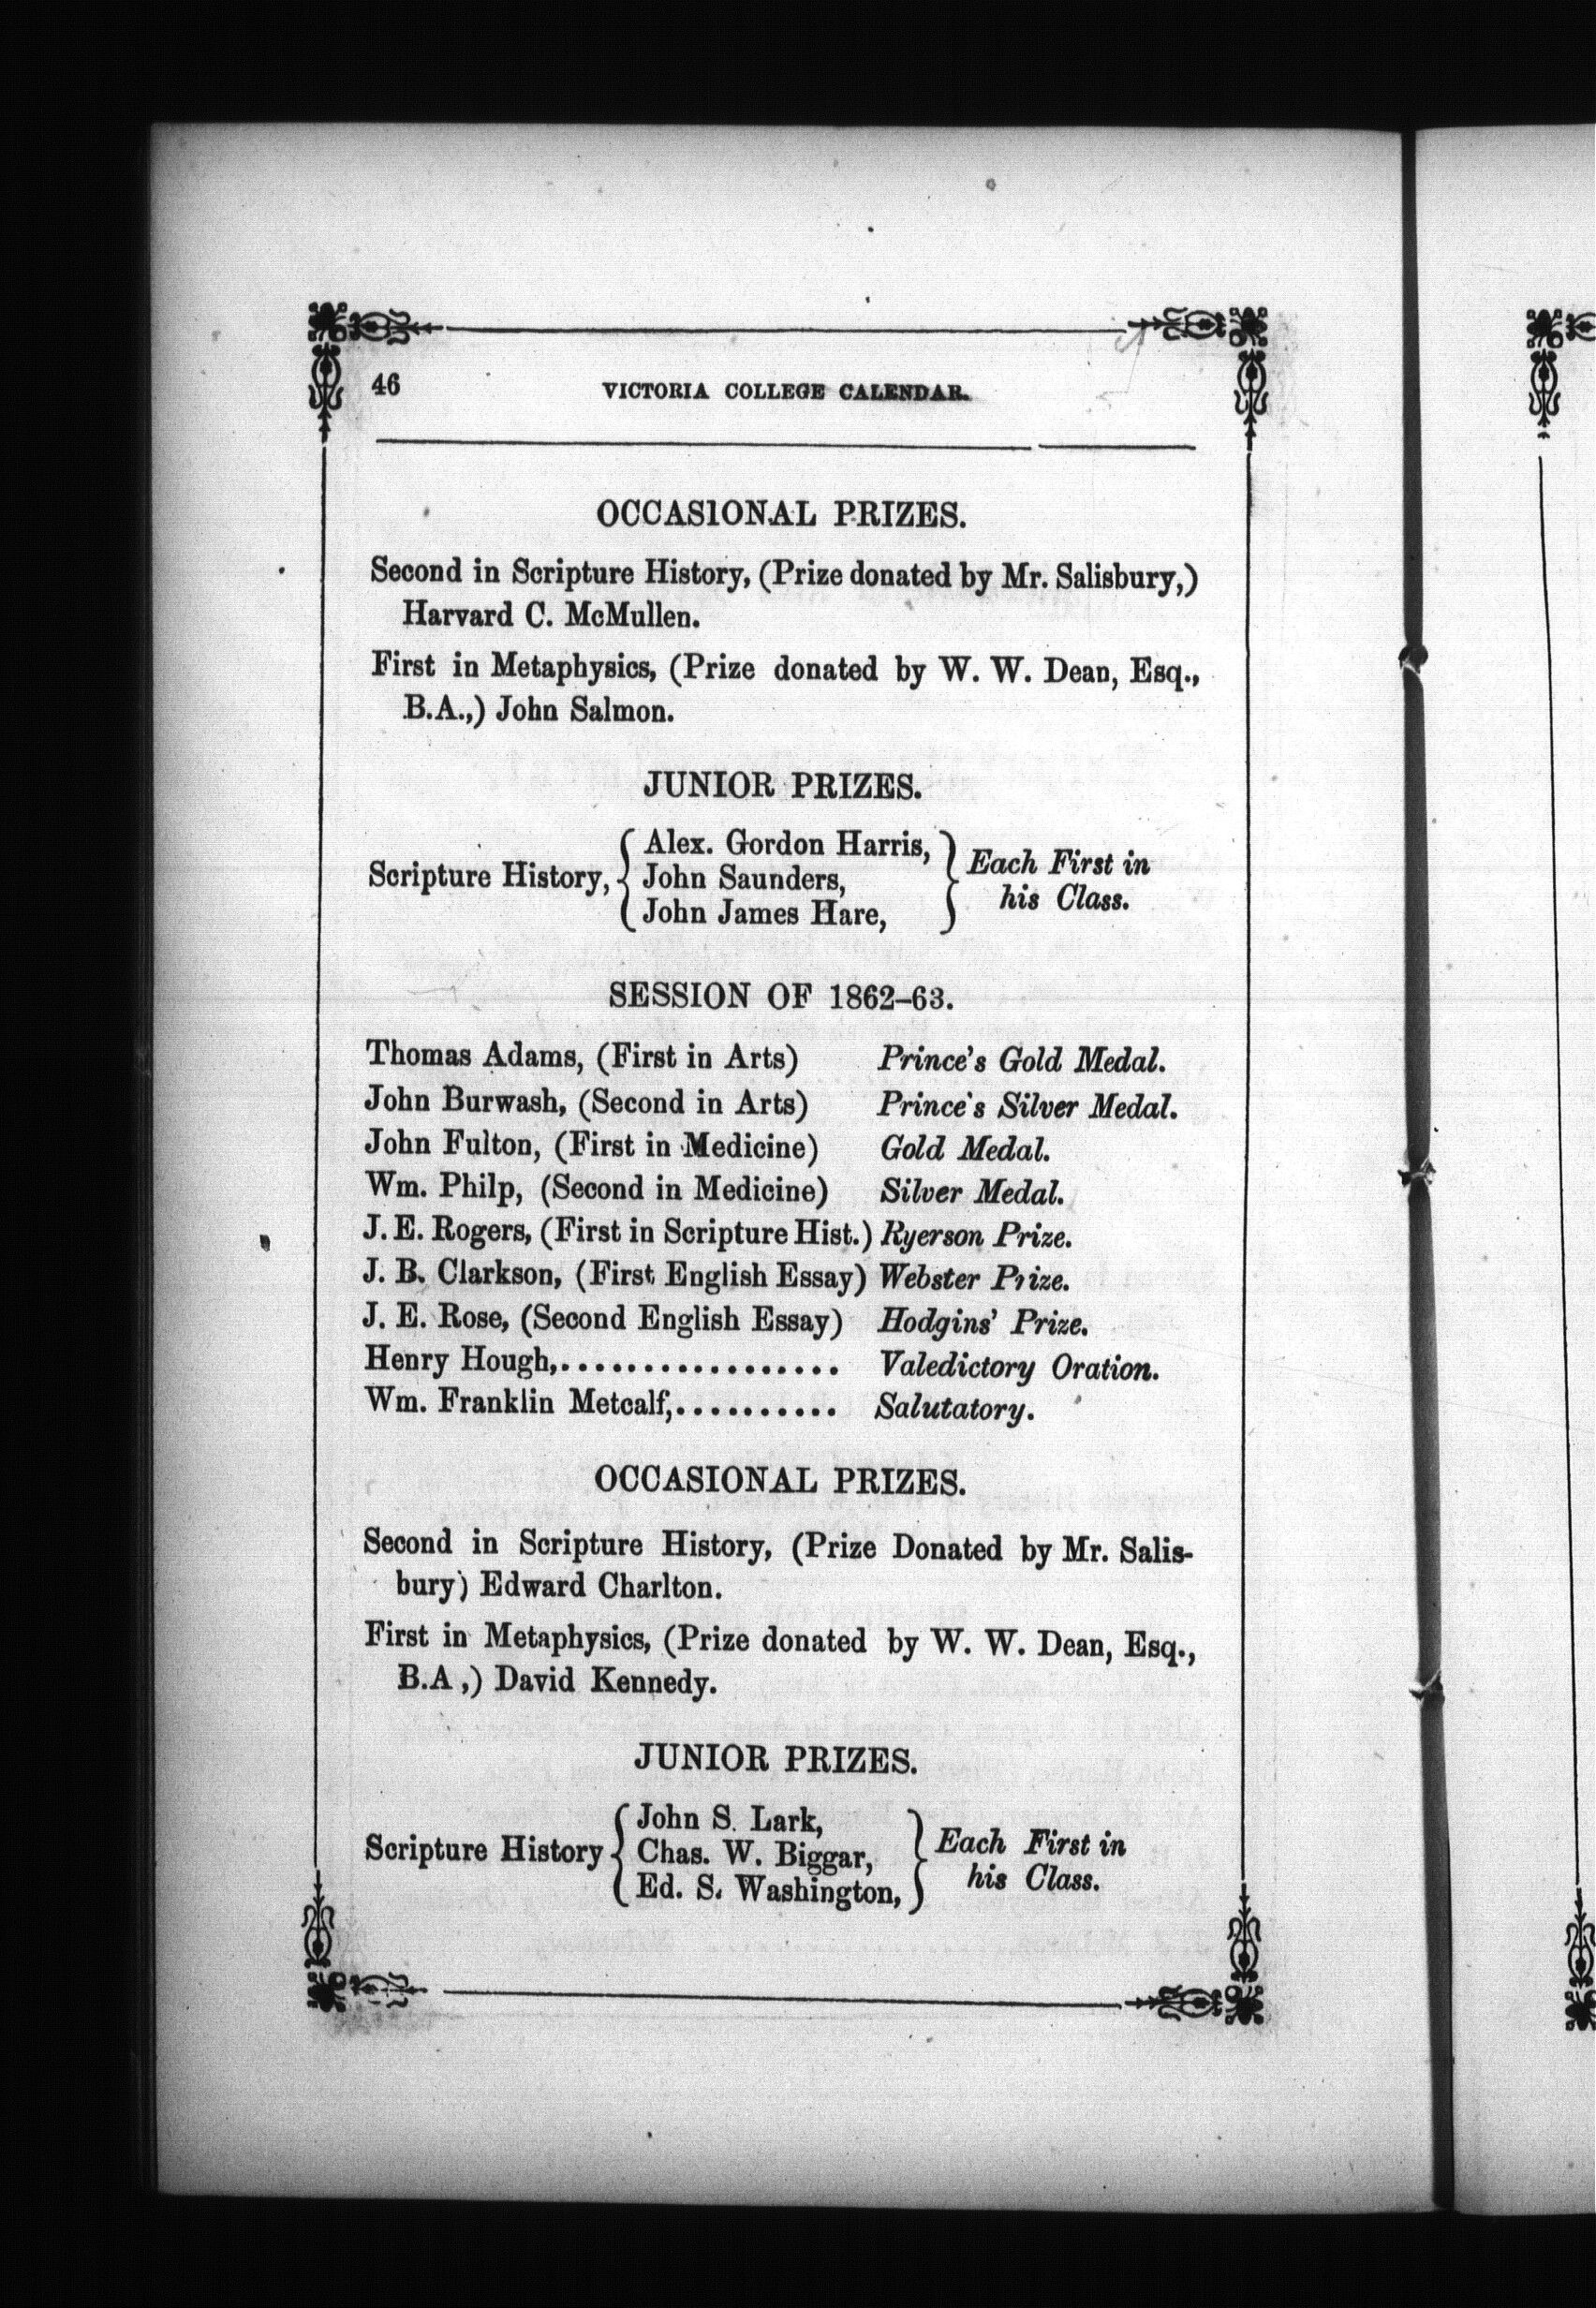 46 VICTORIA COLLEGE CALENDAR.
OCCASIONAL PRIZES.
Second in Scripture History, (Prize donated by Mr. Salisbury,)
Harvard C. McMullen.
First in Metaphysics, (Prize donated by W. W. Dean, Esq.,
B.A.,) John Salmon.
JUNIOR PRIZES.
Alex. Gordon Harris,
Scripture History, { John Saunders, } Each First in
John James Hare, his Class.
SESSION OF 1862–63.
Thomas Adams, (First in Arts) Prince's Gold Medal.
John Burwash, (Second in Arts) Prince's Silver Medal.
John Fulton, (First in Medicine) Gold Medal.
Wm. Philp, (Second in Medicine) Silver Medal.
J. E. Rogers, (First in Scripture Hist.) Ryerson Prize.
J. B. Clarkson, (First English Essay) Webster Prize.
J. E. Rose, (Second English Essay) Hodgins' Prize.
Henry Hough,................. Valedictory Oration.
Wm. Franklin Metcalf,.......... Salutatory.
OCCASIONAL PRIZES.
Second in Scripture History, (Prize Donated by Mr. Salis-
bury) Edward Charlton.
First in Metaphysics, (Prize donated by W. W. Dean, Esq.,
B.A ,) David Kennedy.
JUNIOR PRIZES.
John S. Lark,
Scripture History { Chas. W. Biggar, } Each First in
Ed. S. Washington, his Class.